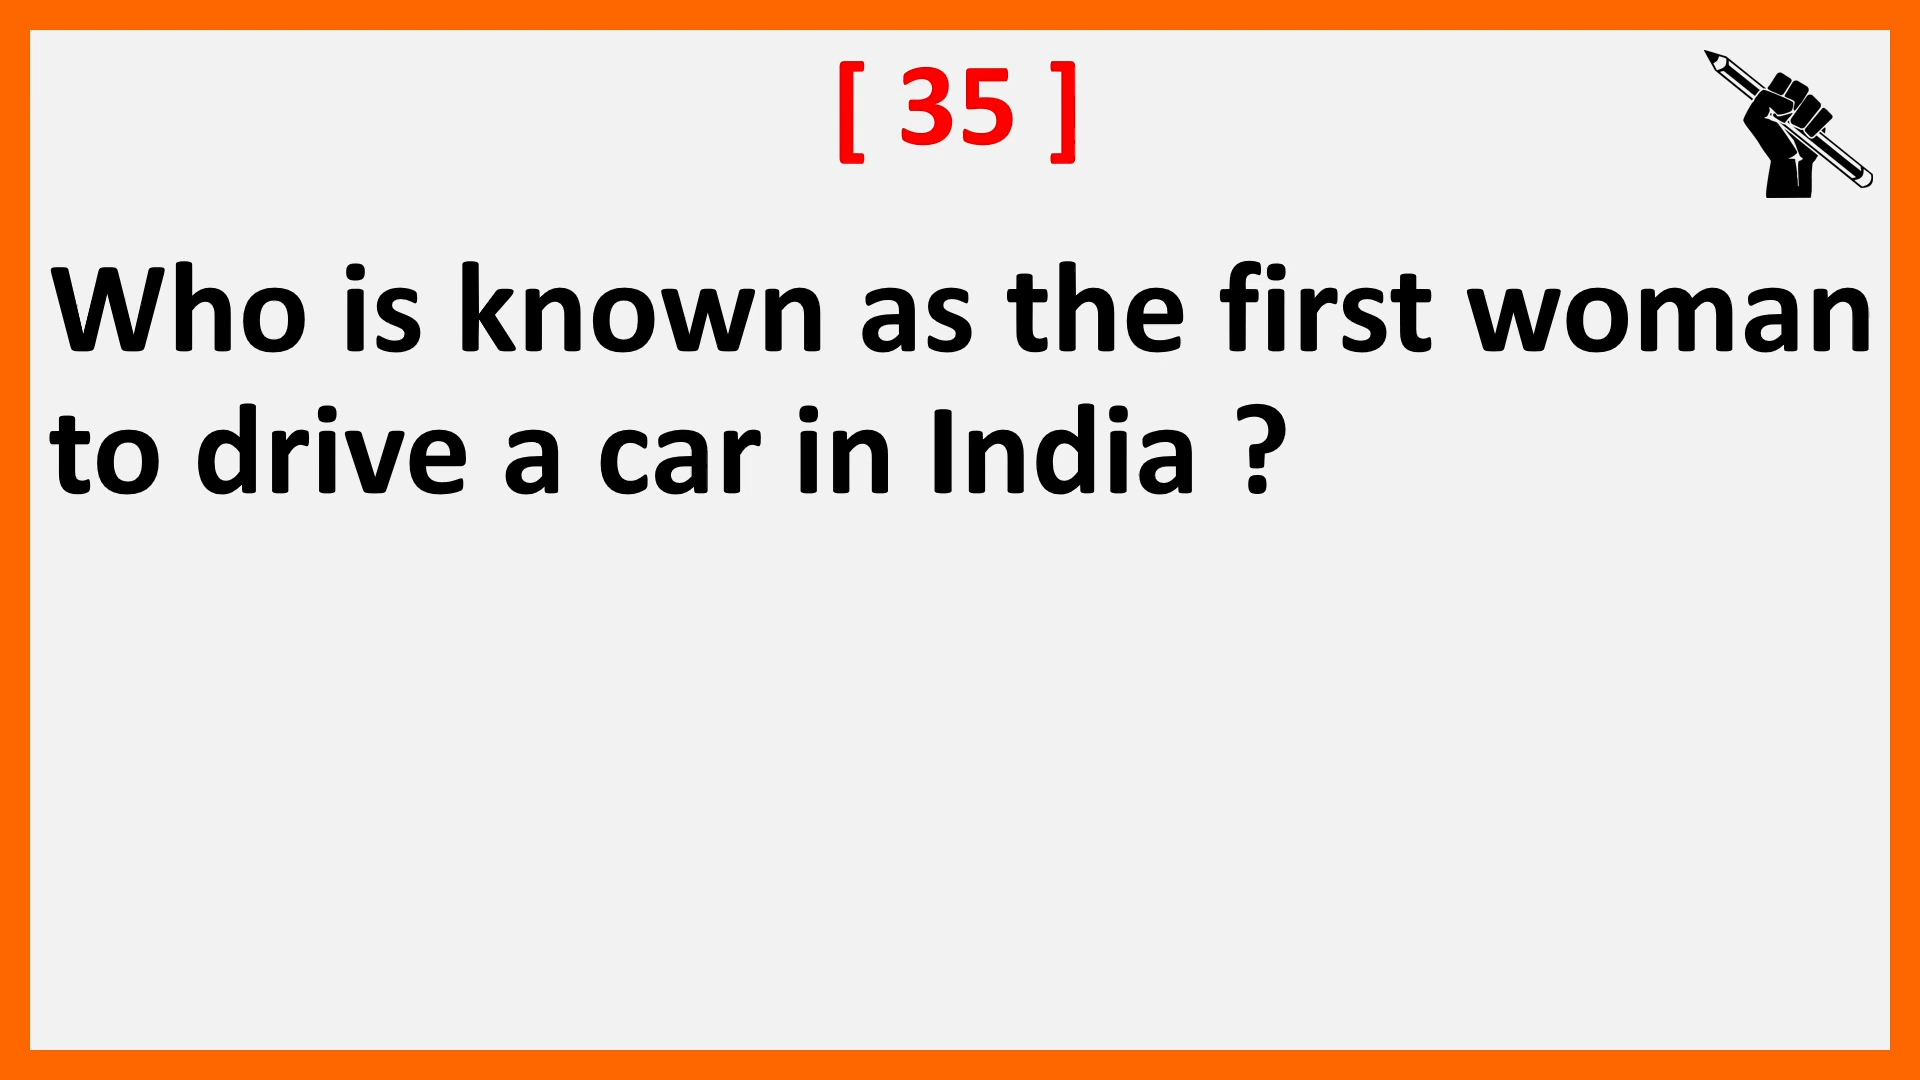 [ 35 ]
Who is known as the first woman
to drive a car in India ?